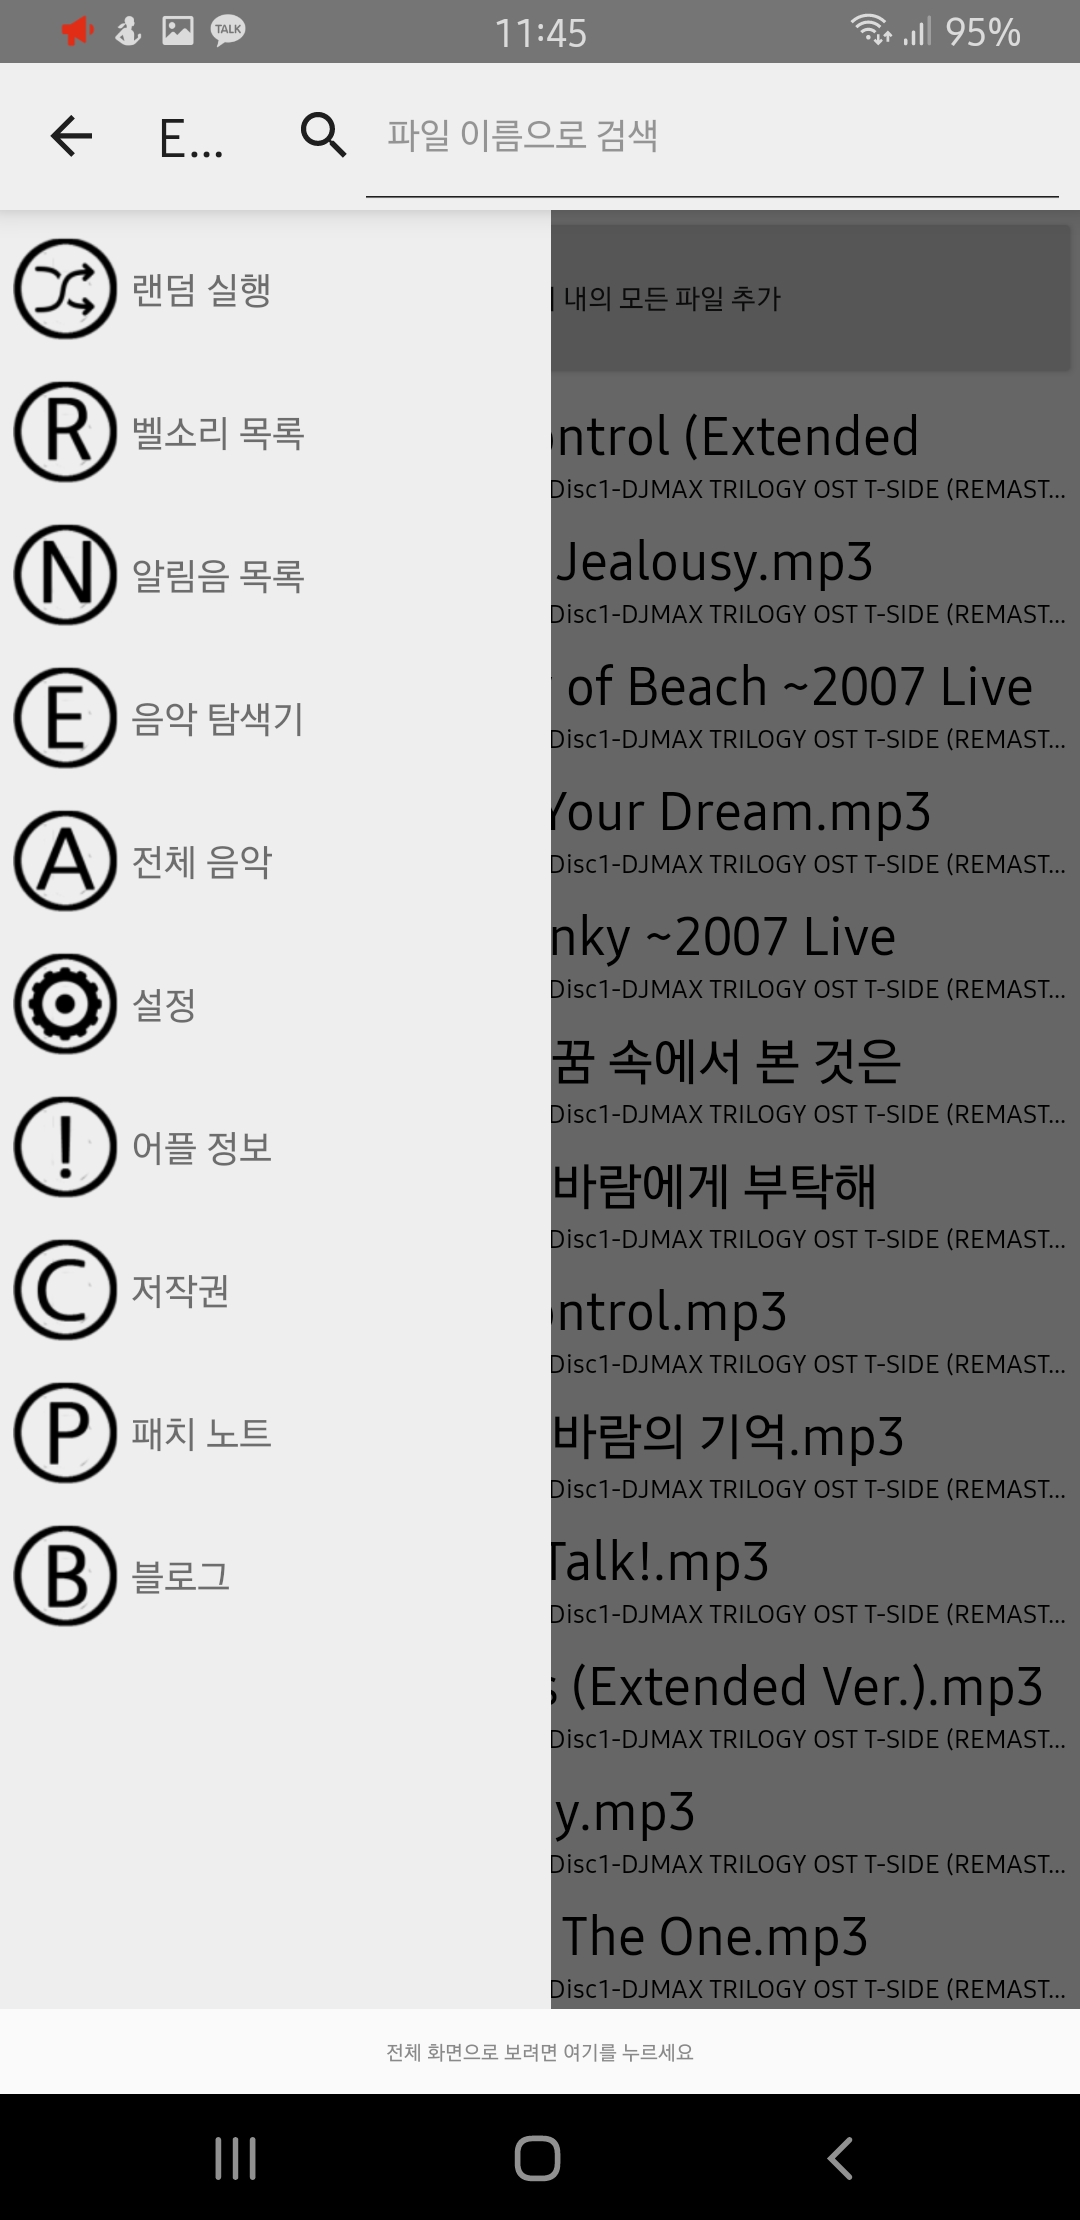 TALK
11:45
95%
E...
파일 이름으로 검색
랜덤 실행
내의 모든 파일 추가
R
벨소리 목록
ontrol (Extended
Disc1-DJMAX TRILOGY OST T-SIDE (REMAST...
N
알림음 목록
Jealousy.mp3
Disc1-DJMAX TRILOGY OST T-SIDE (REMAST...
E
음악 탐색기
of Beach ~2007 Live
Disc1-DJMAX TRILOGY OST T-SIDE (REMAST...
A
전체 음악
Your Dream.mp3
Disc1-DJMAX TRILOGY OST T-SIDE (REMAST...
설정
nky ~2007 Live
Disc1-DJMAX TRILOGY OST T-SIDE (REMAST...
꿈 속에서 본 것은
Disc1-DJMAX TRILOGY OST T-SIDE (REMAST...
!
어플 정보
바람에게 부탁해
Disc1-DJMAX TRILOGY OST T-SIDE (REMAST...
C
저작권
ontrol.mp3
Disc1-DJMAX TRILOGY OST T-SIDE (REMAST...
P
패치 노트
바람의 기억.mp3
Disc1-DJMAX TRILOGY OST T-SIDE (REMAST...
B
블로그
Talk!.mp3
Disc1-DJMAX TRILOGY OST T-SIDE (REMAST...
s (Extended Ver.).mp3
Disc1-DJMAX TRILOGY OST T-SIDE (REMAST...
y.mp3
Disc1-DJMAX TRILOGY OST T-SIDE (REMAST...
The One.mp3
Disc1-DJMAX TRILOGY OST T-SIDE (REMAST...
전체 화면으로 보려면 여기를 누르세요